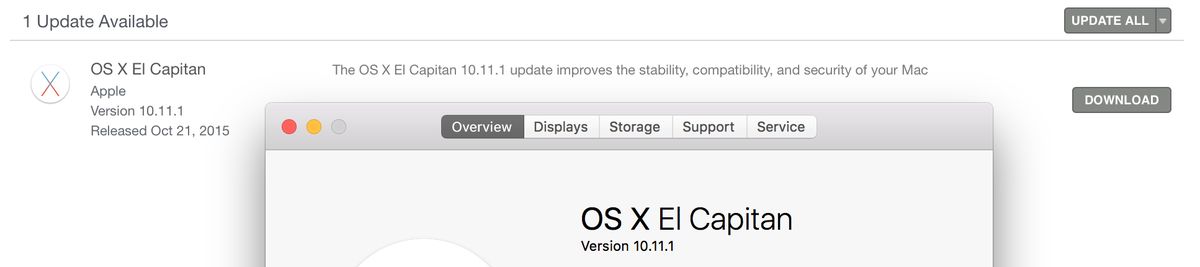 1 Update Available
UPDATE ALL
OS X El Capitan
Apple
Version 10.11.1
Released Oct 21, 2015
The OS X El Capitan 10.11.1 update improves the stability, compatibility, and security of your Mac
DOWNLOAD
Overview Displays Storage Support Service
OS X El Capitan
Version 10.11.1